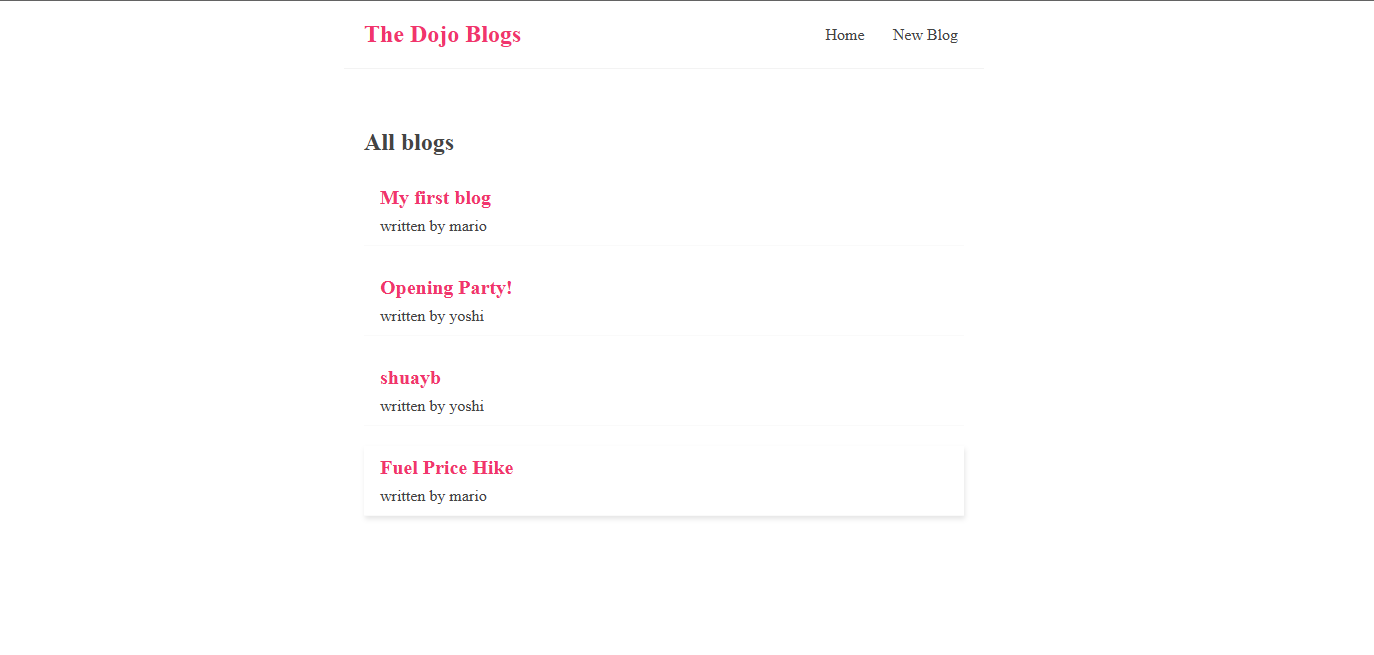 The Dojo Blogs
Home New Blog
All blogs
My first blog
written by mario
Opening Party!
written by yoshi
shuayb
written by yoshi
Fuel Price Hike
written by mario